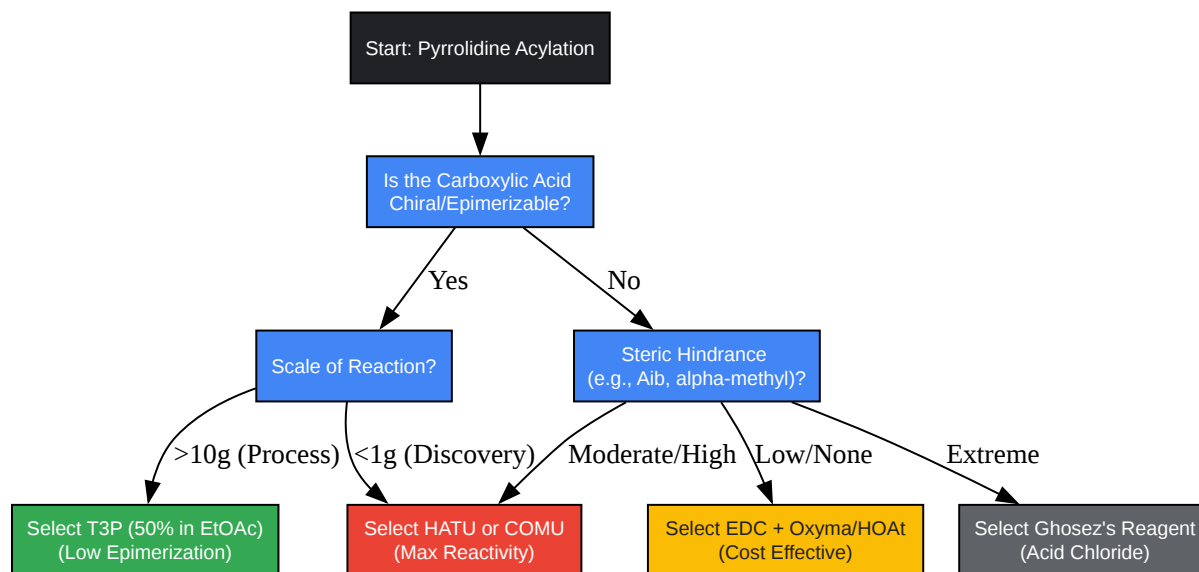 Start: Pyrrolidine Acylation
Is the Carboxylic Acid
Chiral/Epimerizable?
Yes
No
Scale of Reaction?
Steric Hindrance
(e.g., Aib, alpha-methyl)?
>10g (Process)
<1g (Discovery)
Moderate/High
Low/None
Extreme
Select T3P (50% in EtOAc)
(Low Epimerization)
Select HATU or COMU
(Max Reactivity)
Select EDC + Oxyma/HOAt
(Cost Effective)
Select Ghosez's Reagent
(Acid Chloride)